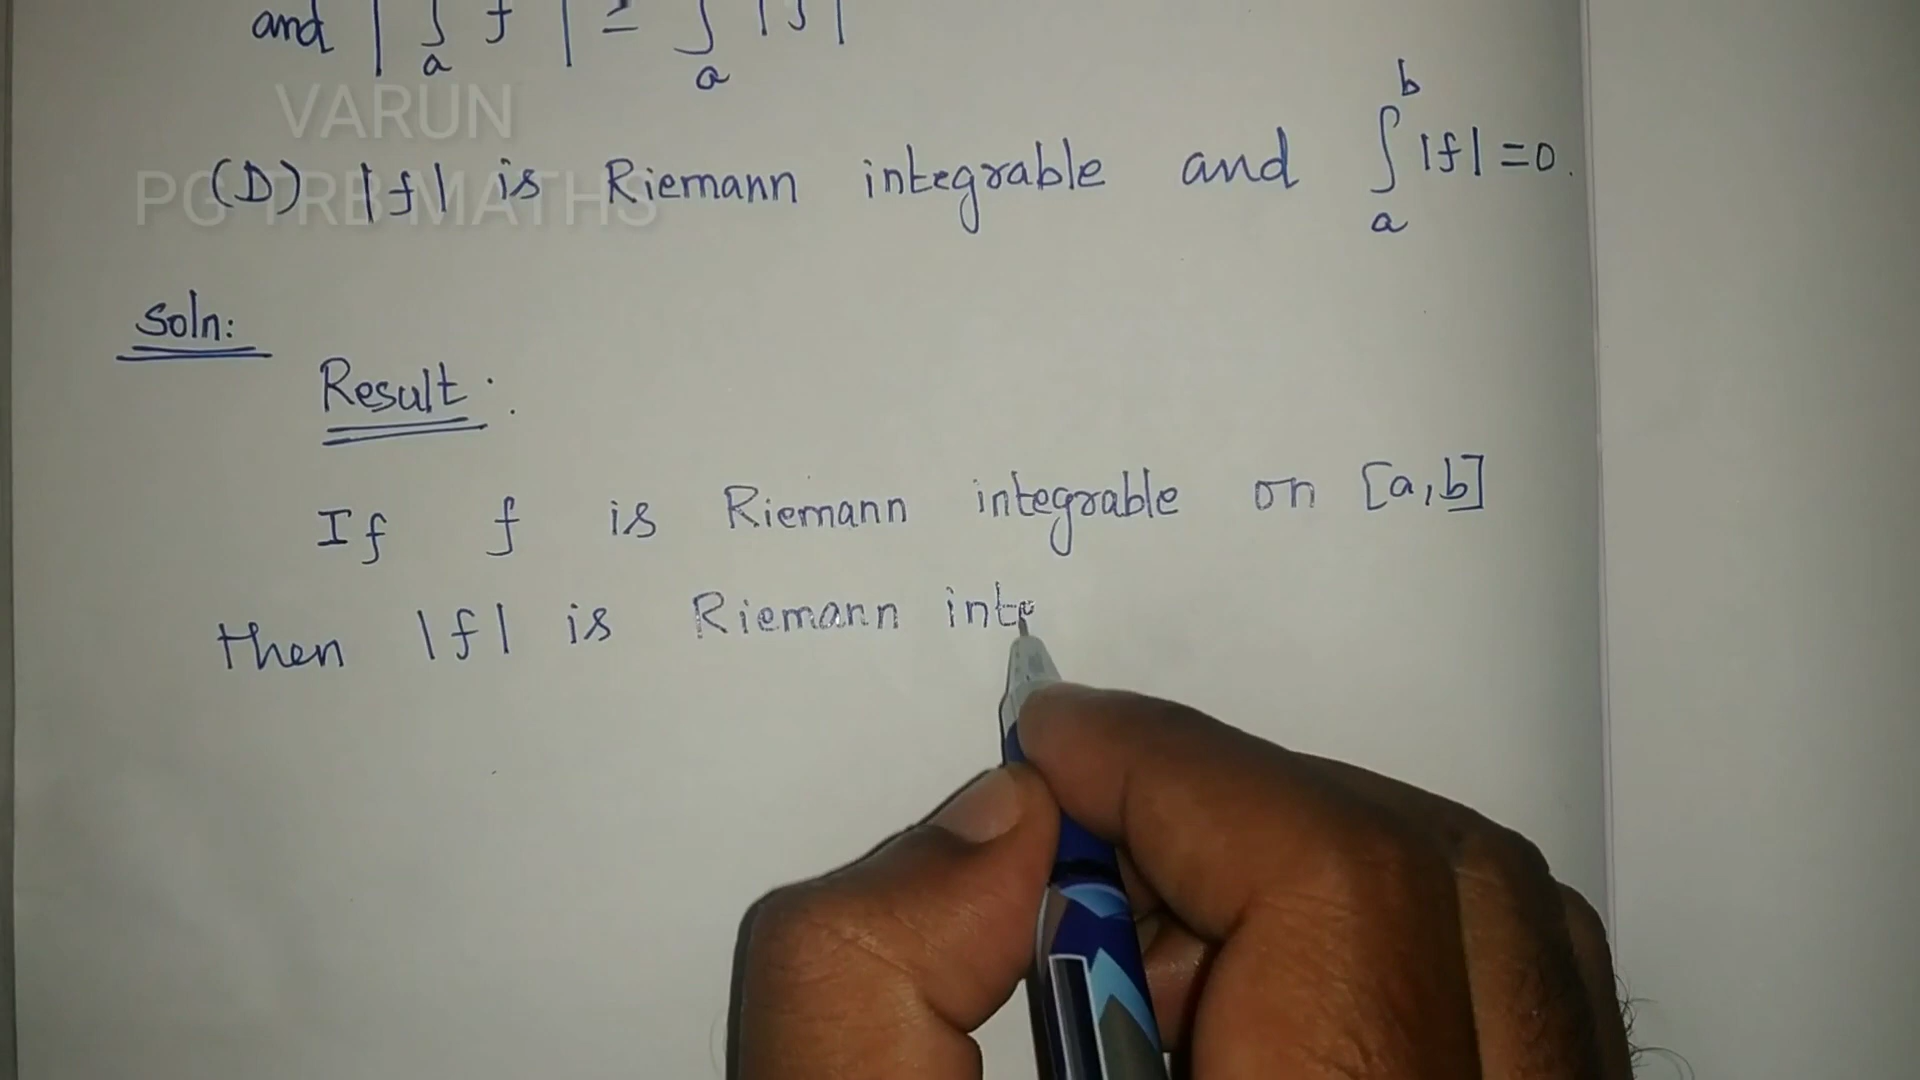 and | ∫ f | ≥ ∫ |f|
a a
VARUN
PG TRB MATHS
b
(D) |f| is Riemann integrable and ∫ |f| = 0.
a
Soln:
Result:
If f is Riemann integrable on [a,b]
then |f| is Riemann inte